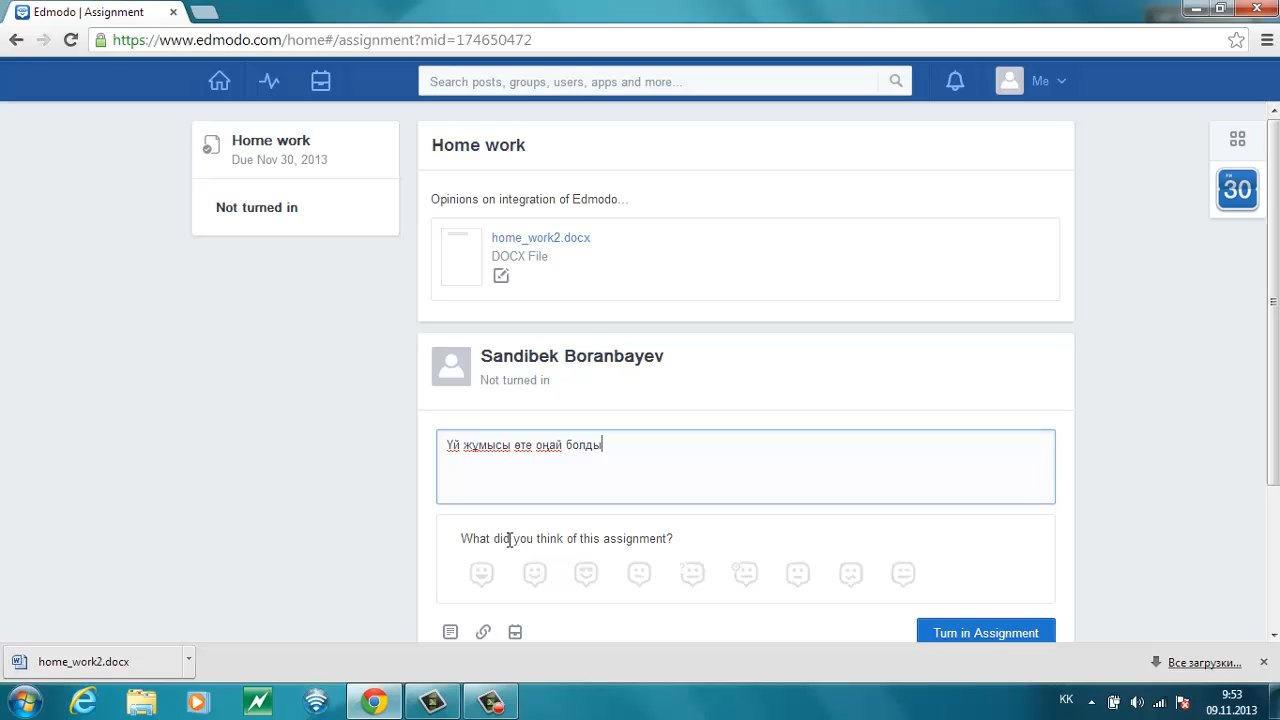 Edmodo | Assignment
https://www.edmodo.com/home#/assignment?mid=174650472
Search posts, groups, users, apps and more...
Me
Home work
Due Nov 30, 2013
Not turned in
Home work
Opinions on integration of Edmodo...
home_work2.docx
DOCX File
30
Sandibek Boranbayev
Not turned in
Үй жұмысы өте оңай болды
What did you think of this assignment?
Turn in Assignment
home_work2.docx
Все загрузки...
KK
9:53
09.11.2013